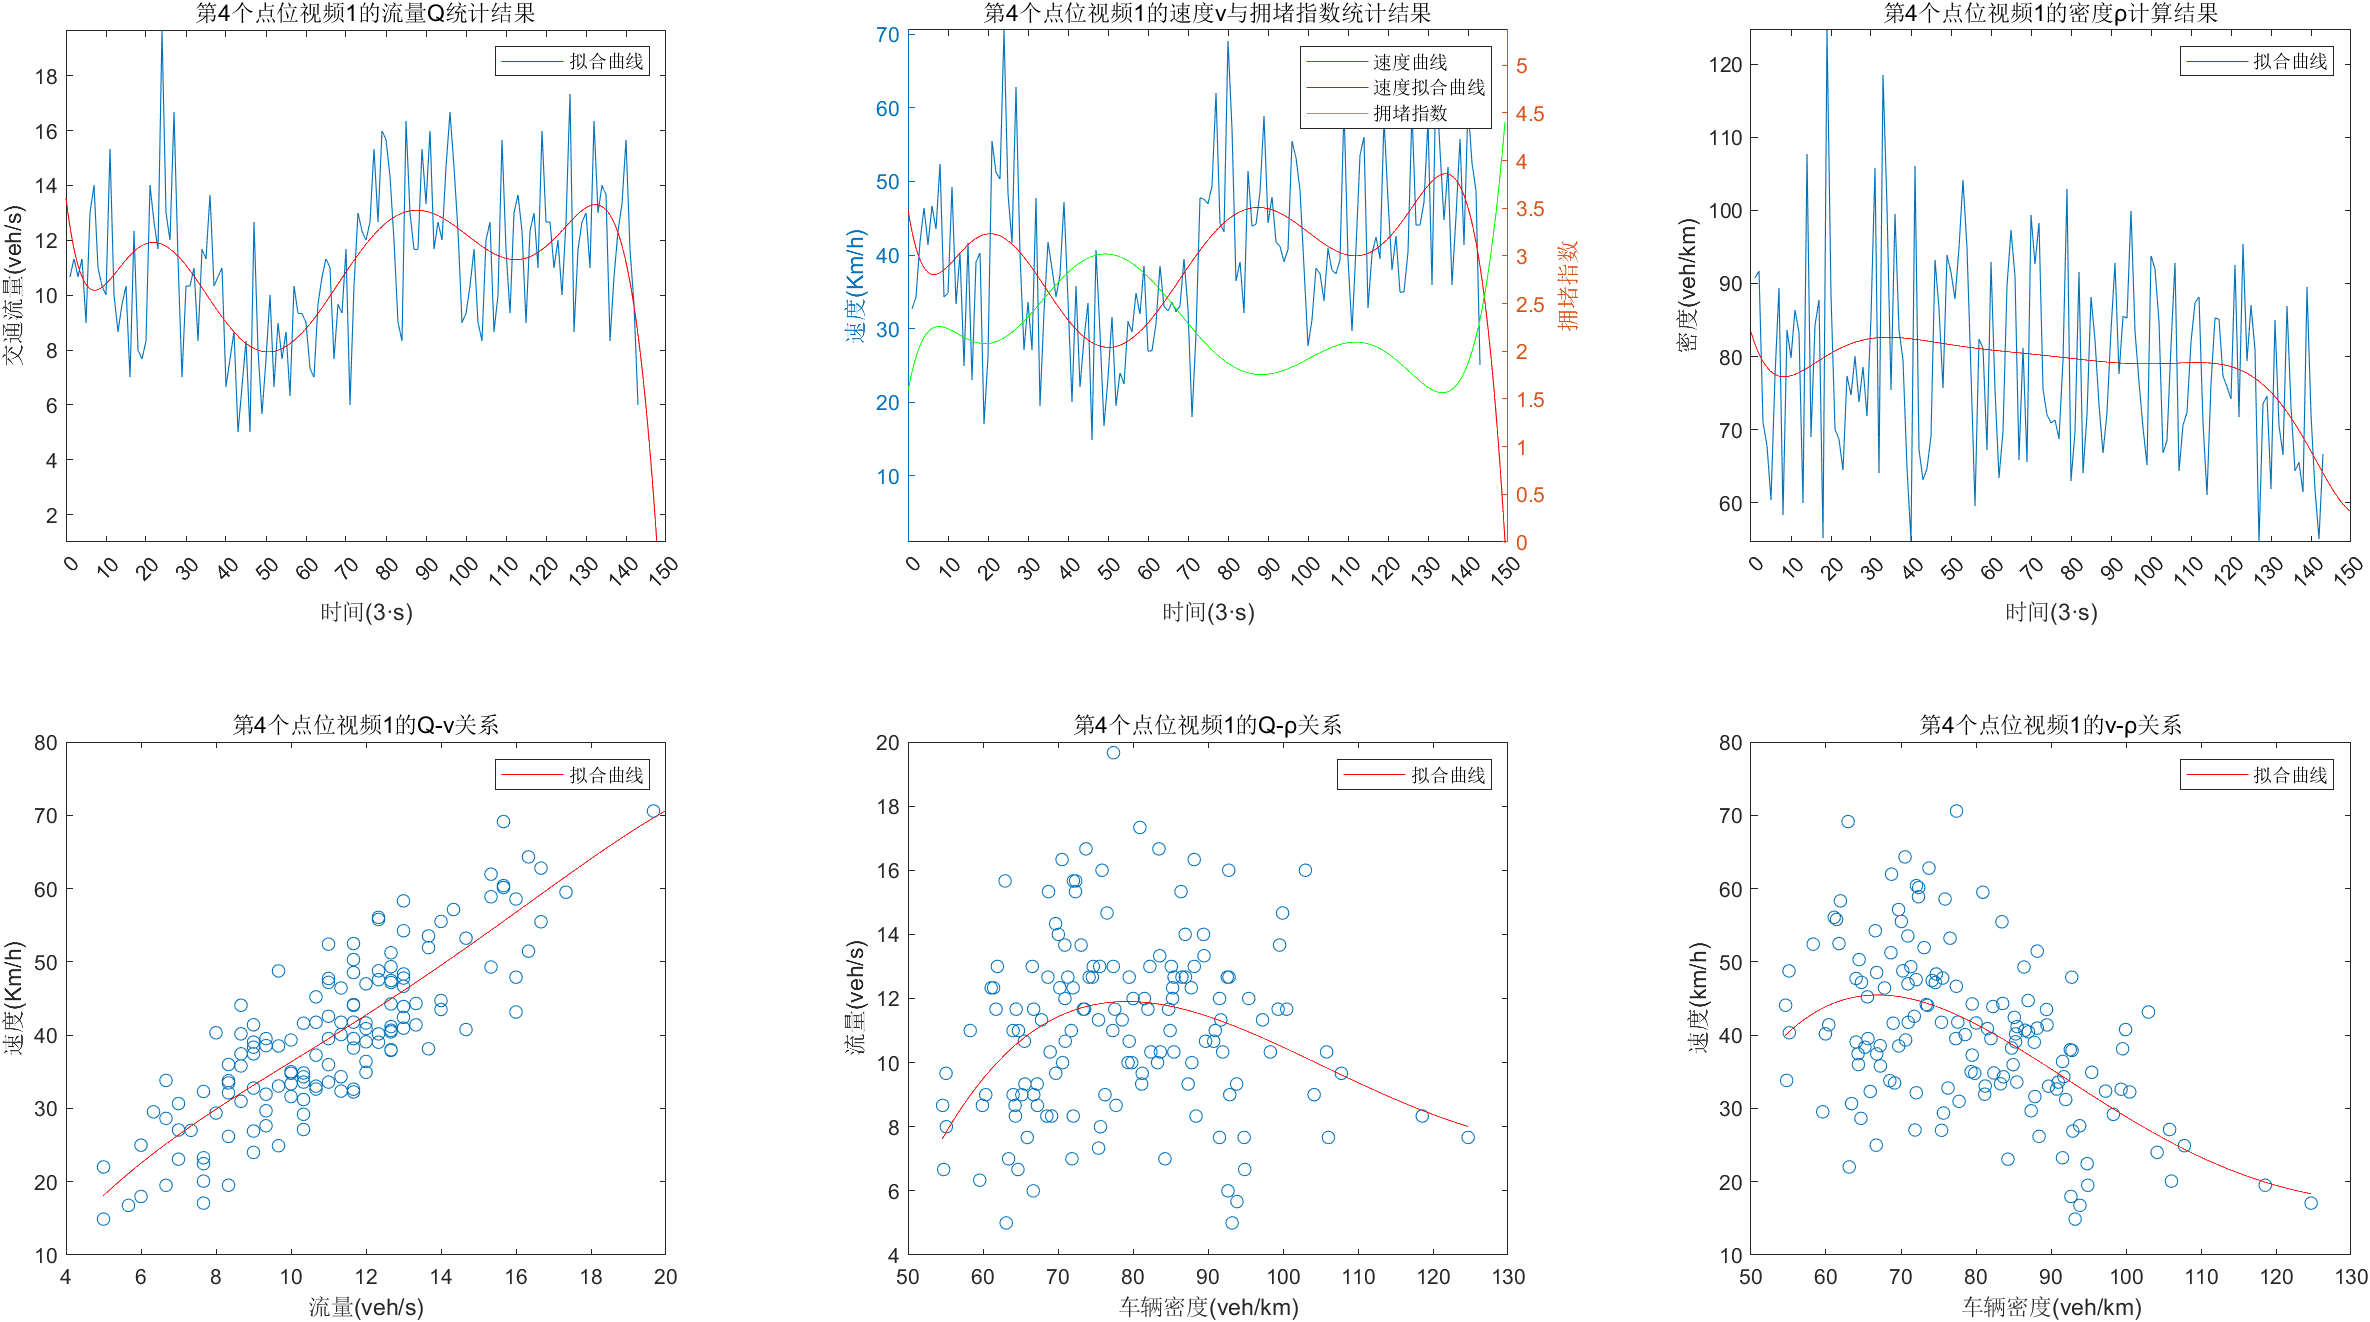 第4个点位视频1的流量Q统计结果
拟合曲线
交通流量(veh/s)
18
16
14
12
10
8
6
4
2
0 10 20 30 40 50 60 70 80 90 100 110 120 130 140 150
时间(3·s)
第4个点位视频1的速度v与拥堵指数统计结果
速度曲线
速度拟合曲线
拥堵指数
速度(Km/h)
70
60
50
40
30
20
10
拥堵指数
5
4.5
4
3.5
3
2.5
2
1.5
1
0.5
0
0 10 20 30 40 50 60 70 80 90 100 110 120 130 140 150
时间(3·s)
第4个点位视频1的密度ρ计算结果
拟合曲线
密度(veh/km)
120
110
100
90
80
70
60
0 10 20 30 40 50 60 70 80 90 100 110 120 130 140 150
时间(3·s)
第4个点位视频1的Q-v关系
拟合曲线
速度(Km/h)
80
70
60
50
40
30
20
10
4 6 8 10 12 14 16 18 20
流量(veh/s)
第4个点位视频1的Q-ρ关系
拟合曲线
流量(veh/s)
20
18
16
14
12
10
8
6
4
50 60 70 80 90 100 110 120 130
车辆密度(veh/km)
第4个点位视频1的v-ρ关系
拟合曲线
速度(km/h)
80
70
60
50
40
30
20
10
50 60 70 80 90 100 110 120 130
车辆密度(veh/km)